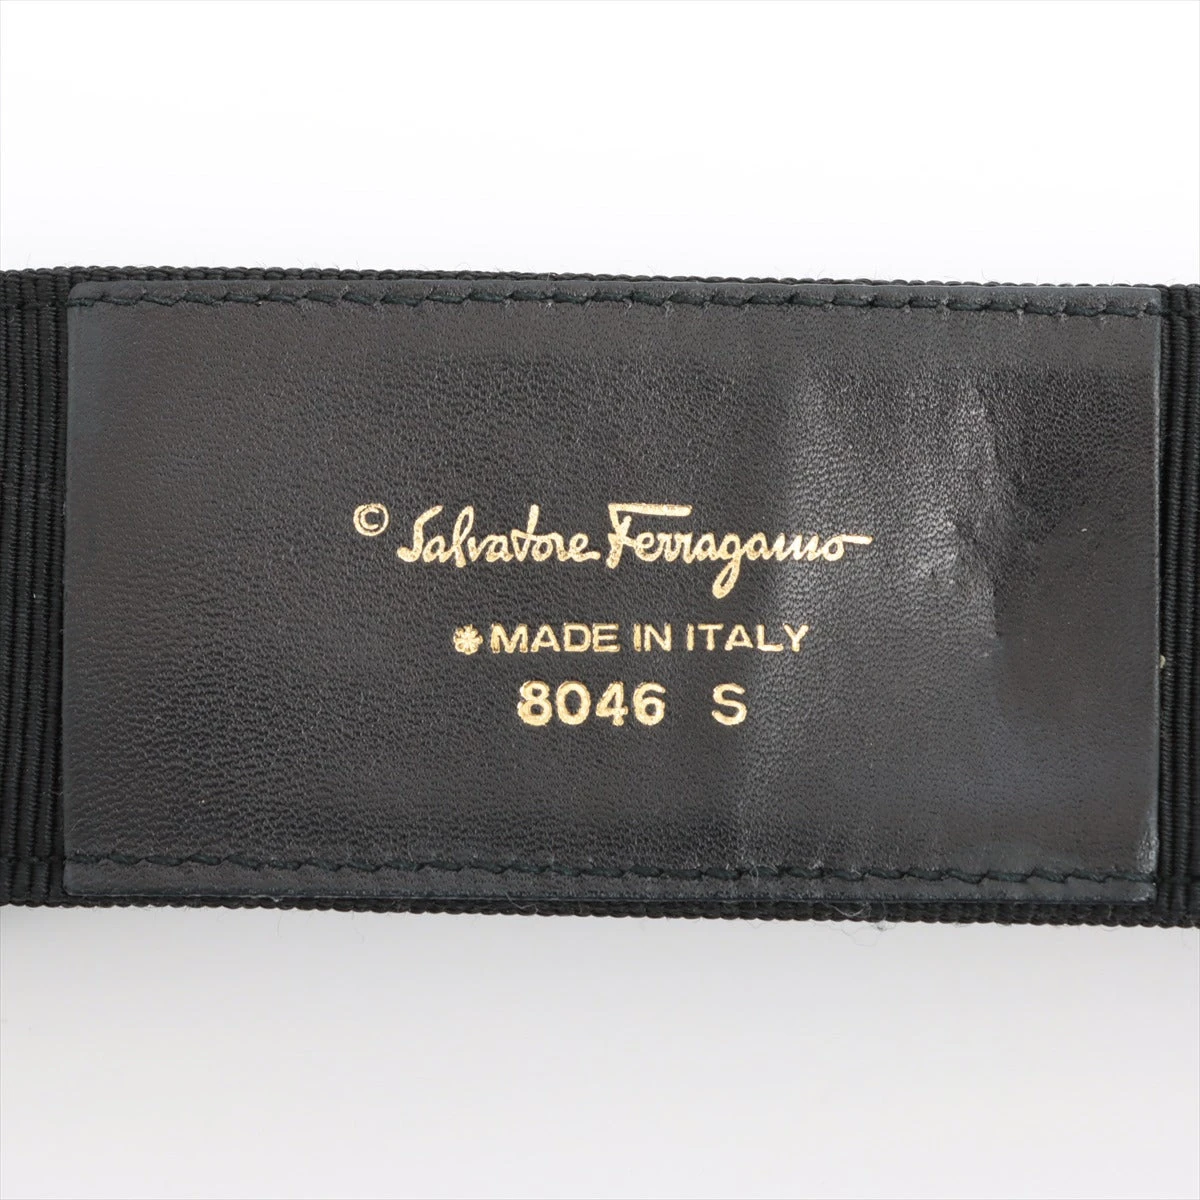 © Salvatore Ferragamo
✽ MADE IN ITALY
8046 S